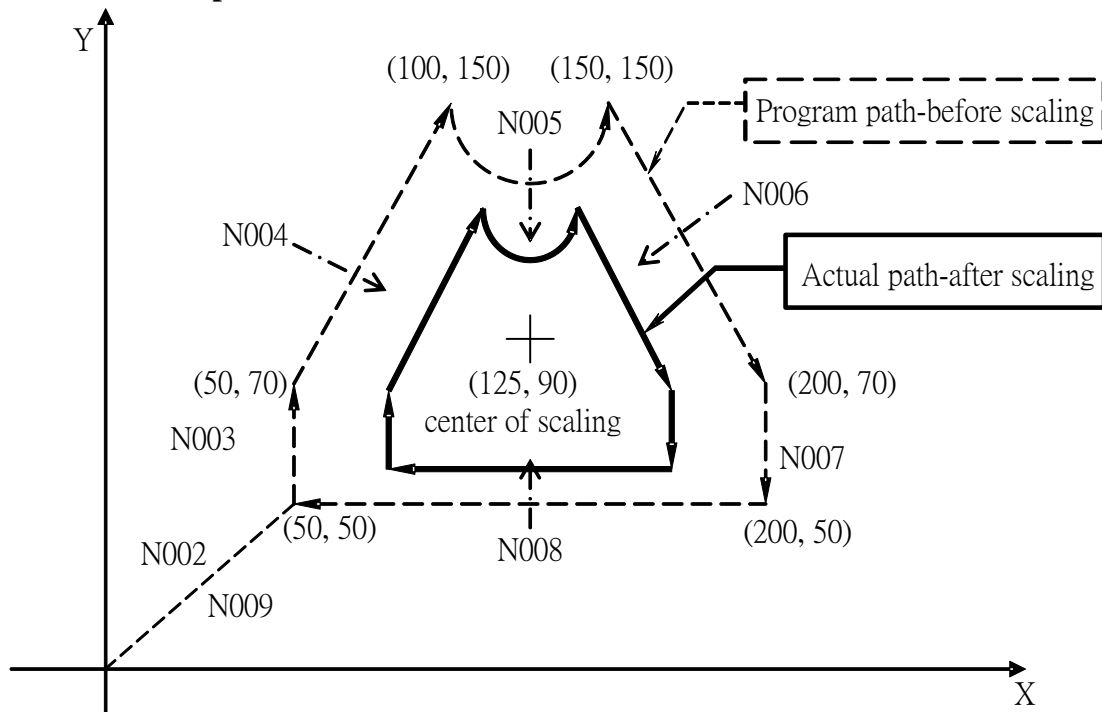 Y
(100, 150)
(150, 150)
N005
Program path-before scaling
N006
N004
Actual path-after scaling
(50, 70)
(125, 90)
center of scaling
(200, 70)
N003
N007
(50, 50)
(200, 50)
N008
N002
N009
X